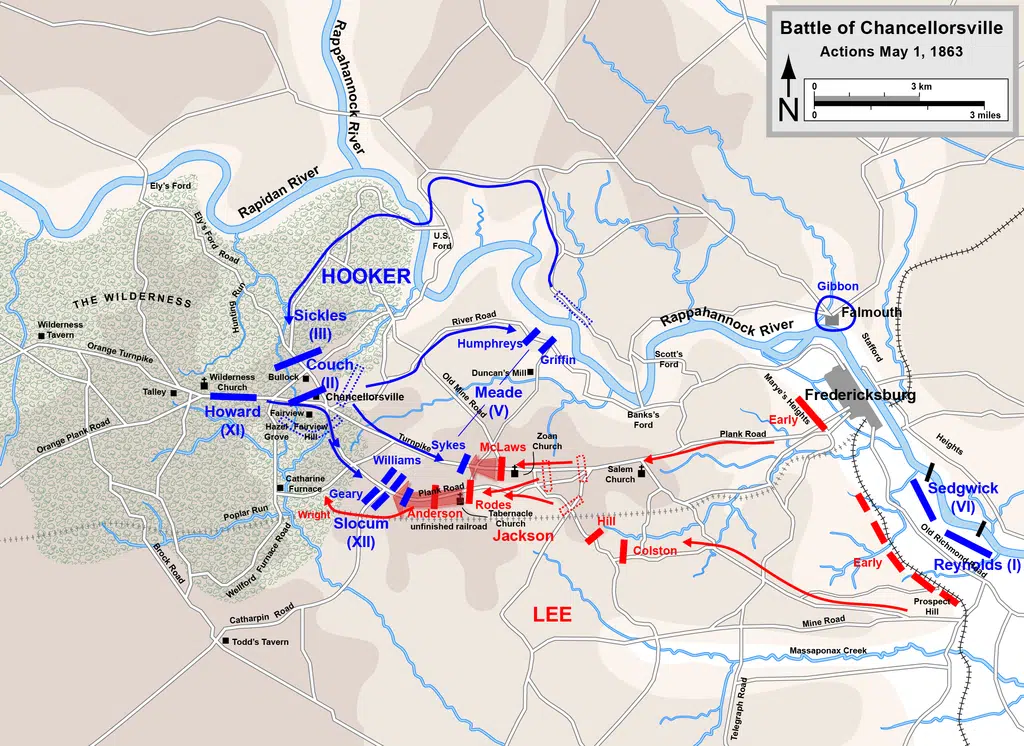 Battle of Chancellorsville
Actions May 1, 1863
N
0
3 km
0
3 miles
Rappahannock River
Ely's Ford
Rapidan River
Ely's Ford
Road
U.S.
Ford
HOOKER
THE WILDERNESS
Hunting Run
Gibbon
Falmouth
Sickles
(III)
River Road
Rappahannock River
Wilderness
Tavern
Humphreys
Griffin
Stafford
Orange Turnpike
Couch
(II)
Scott's
Ford
Bullock
Duncan's Mill
Wilderness
Church
Talley
Old Mine Road
Meade
(V)
Marye's Heights
Fredericksburg
Chancellorsville
Howard
(XI)
Fairview
Hazel
Grove
Fairview
Hill
Banks's
Ford
Early
Orange Plank Road
Turnpike
Sykes
McLaws
Zoan
Church
Plank Road
Heights
Williams
Salem
Church
Catharine
Furnace
Geary
Plank Road
Sedgwick
(VI)
Poplar Run
Wright
Anderson
Rodes
Tabernacle
Church
Slocum
(XII)
unfinished railroad
Hill
Jackson
Old Richmond Road
Colston
Brock Road
Wellford Furnace Road
Early
Reynolds (I)
LEE
Prospect
Hill
Catharpin Road
Mine Road
Todd's Tavern
Massaponax Creek
Telegraph Road